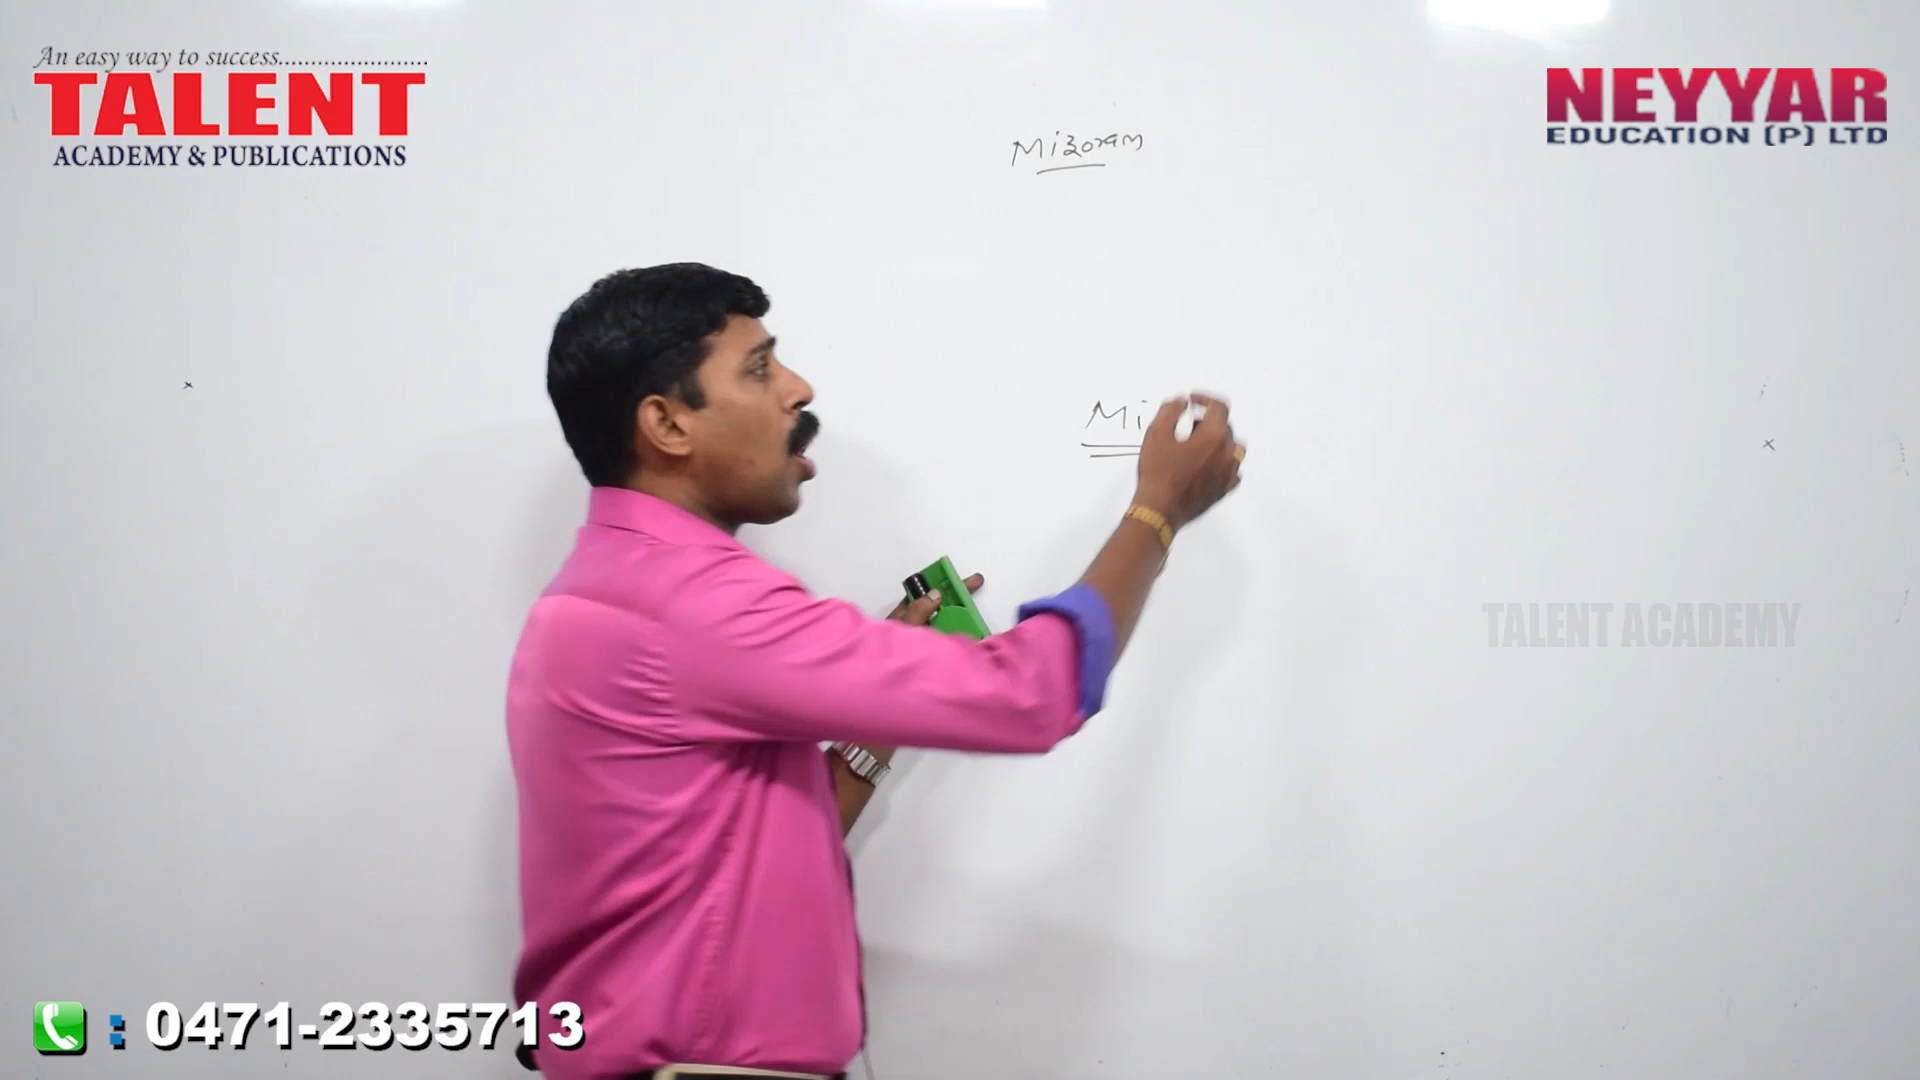 An easy way to success.......................
TALENT
ACADEMY & PUBLICATIONS
NEYYAR
EDUCATION (P) LTD
Mizoram
Mi
TALENT ACADEMY
: 0471-2335713